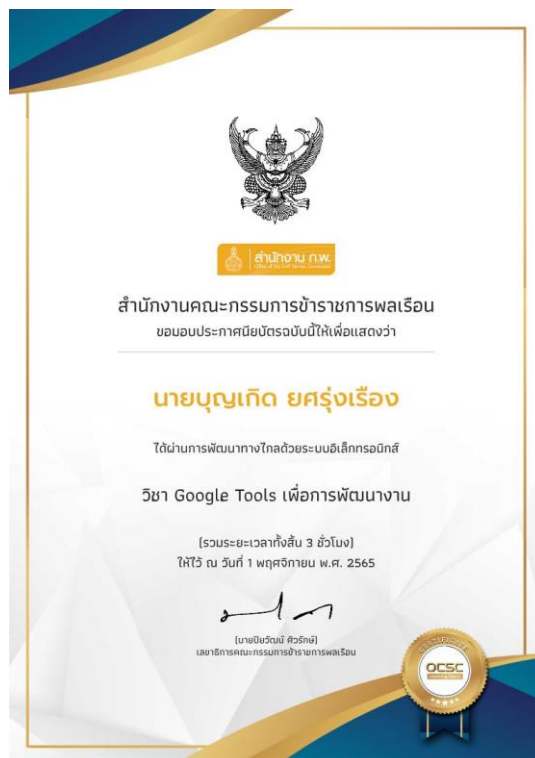 สำนักงาน ก.พ.
Office of the Civil Service Commission
สำนักงานคณะกรรมการข้าราชการพลเรือน
ขอมอบประกาศนียบัตรฉบับนี้ให้เพื่อแสดงว่า
นายบุญเกิด ยศรุ่งเรือง
ได้ผ่านการพัฒนาทางไกลด้วยระบบอิเล็กทรอนิกส์
วิชา Google Tools เพื่อการพัฒนางาน
(รวมระยะเวลาทั้งสิ้น 3 ชั่วโมง)
ให้ไว้ ณ วันที่ 1 พฤศจิกายน พ.ศ. 2565
(นายปิยวัฒน์ ศิวรักษ์)
เลขาธิการคณะกรรมการข้าราชการพลเรือน
CERTIFICATE
OCSC